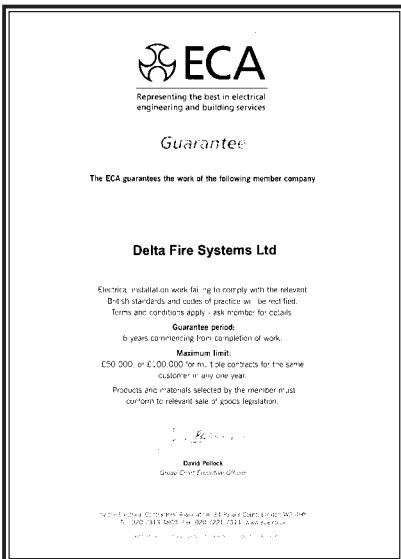 ECA
Representing the best in electrical
engineering and building services
Guarantee
The ECA guarantees the work of the following member company
Delta Fire Systems Ltd
Electrical installation work failing to comply with the relevant
British standards and codes of practice will be rectified.
Terms and conditions apply - ask member for details.
Guarantee period:
6 years commencing from completion of work.
Maximum limit:
£50,000, or £100,000 for multiple contracts for the same
customer in any one year.
Products and materials selected by the member must
conform to relevant sale of goods legislation.
David Pollock
Group Chief Executive Officer